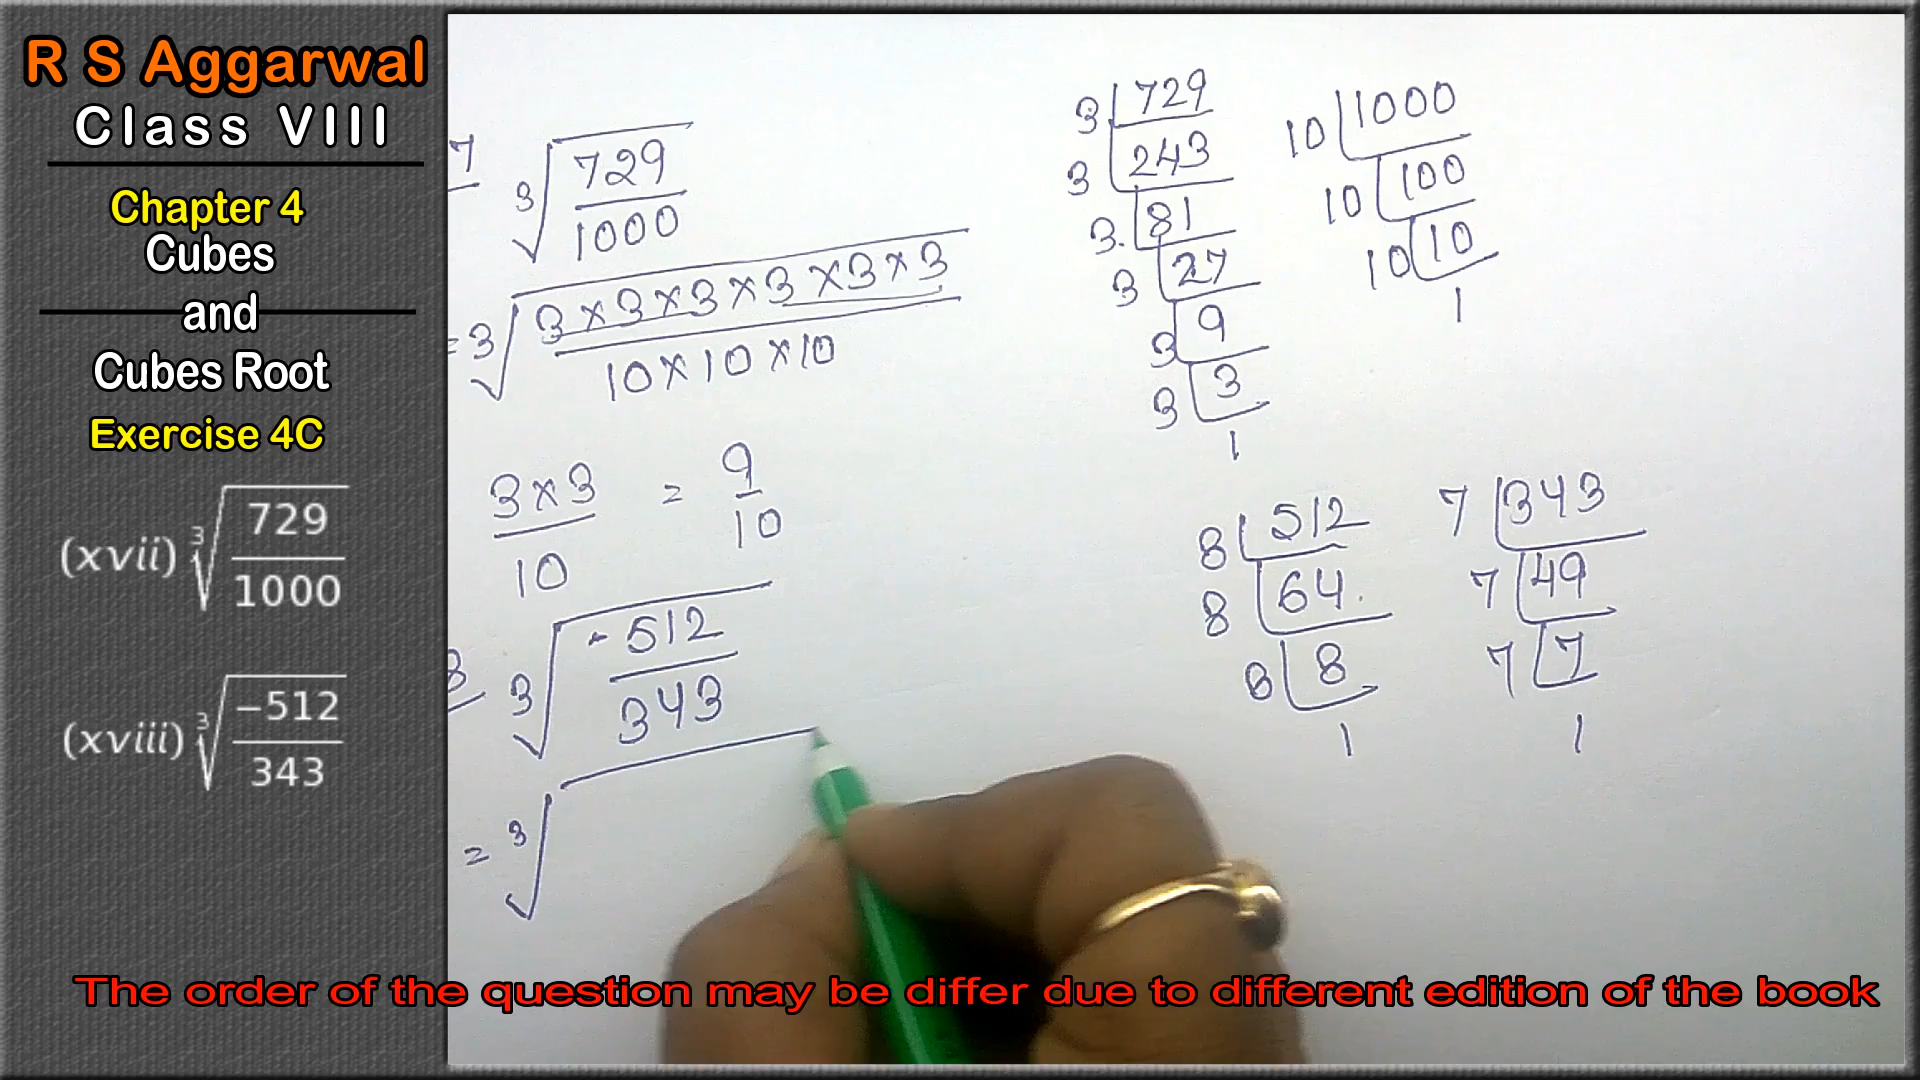 R S Aggarwal
Class VIII
Chapter 4
Cubes
and
Cubes Root
Exercise 4C
(xvii) ∛(729/1000)
(xviii) ∛(−512/343)
7 ∛(729/1000)
= ∛(3×3×3×3×3×3/10×10×10)
3×3/10 = 9/10
8 ∛(-512/343)
= ∛
3 | 729
3 | 243
3. | 81
3 | 27
3 | 9
3 | 3
1
10 | 1000
10 | 100
10 | 10
1
8 | 512
8 | 64.
8 | 8
1
7 | 343
7 | 49
7 | 7
1
The order of the question may be differ due to different edition of the book